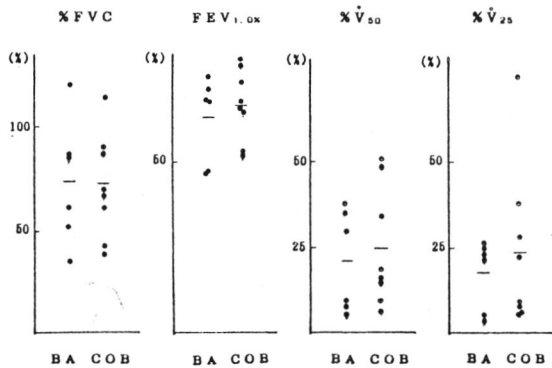 %FVC FEV1.0% %V̊50 %V̊25
(%) (%) (%) (%)
100
50 50
50 50
25 25
BA COB BA COB BA COB BA COB